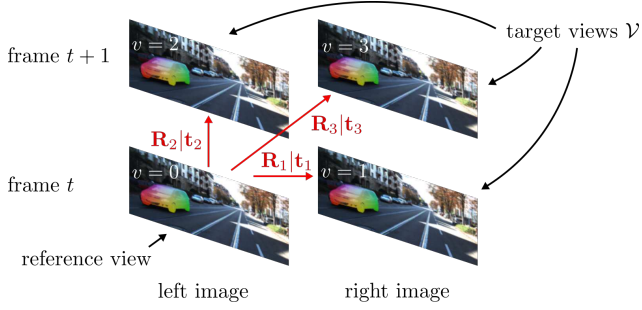 target views 𝒱
frame t + 1
v = 2
v = 3
R₂|t₂
R₃|t₃
R₁|t₁
frame t
v = 0
v = 1
reference view
left image
right image